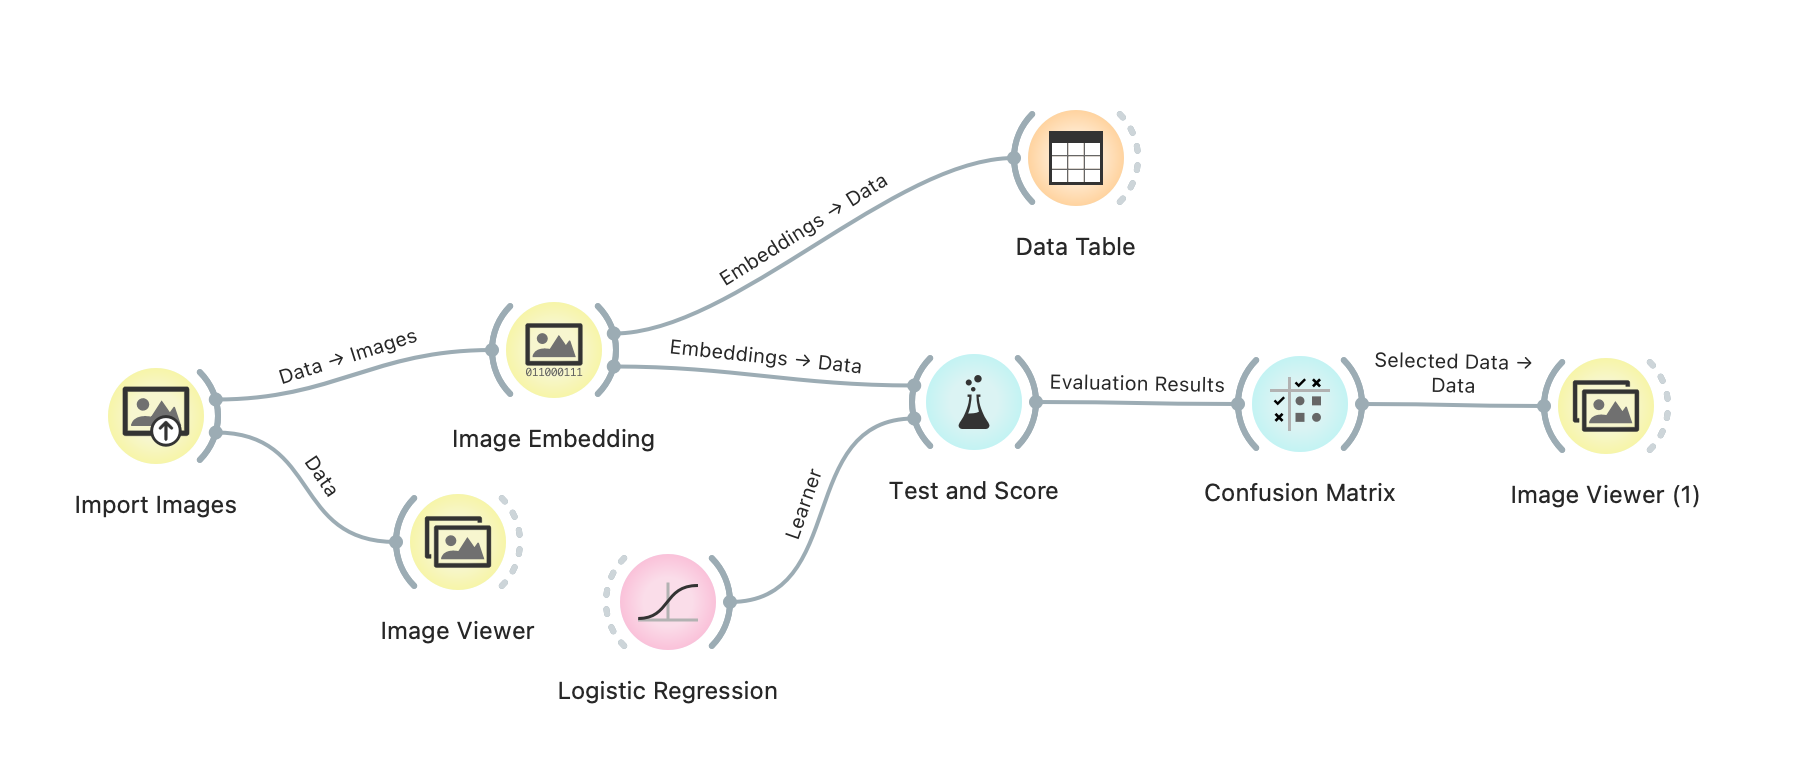 Data Table
Embeddings → Data
Data → Images
011000111
Image Embedding
Embeddings → Data
Import Images
Data
Image Viewer
Learner
Logistic Regression
Test and Score
Evaluation Results
Confusion Matrix
Selected Data →
Data
Image Viewer (1)